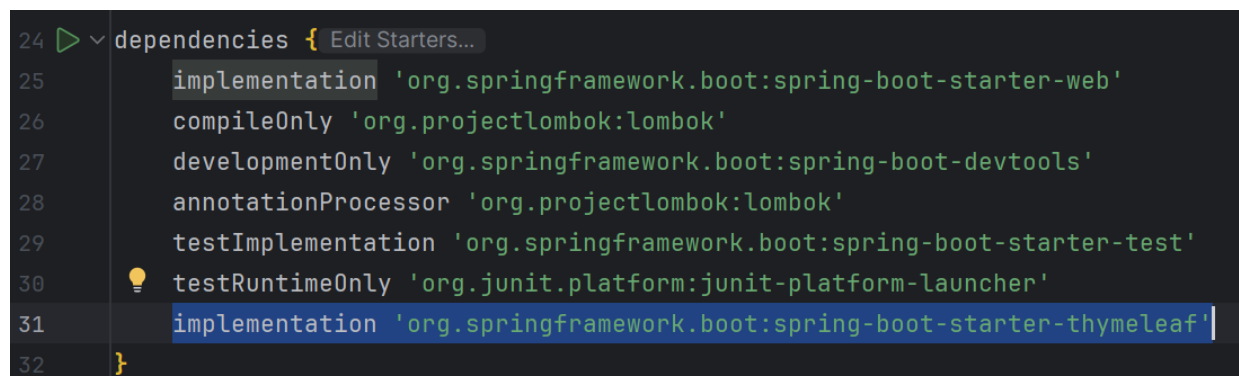 24 dependencies { Edit Starters...
25 implementation 'org.springframework.boot:spring-boot-starter-web'
26 compileOnly 'org.projectlombok:lombok'
27 developmentOnly 'org.springframework.boot:spring-boot-devtools'
28 annotationProcessor 'org.projectlombok:lombok'
29 testImplementation 'org.springframework.boot:spring-boot-starter-test'
30 testRuntimeOnly 'org.junit.platform:junit-platform-launcher'
31 implementation 'org.springframework.boot:spring-boot-starter-thymeleaf'
32 }